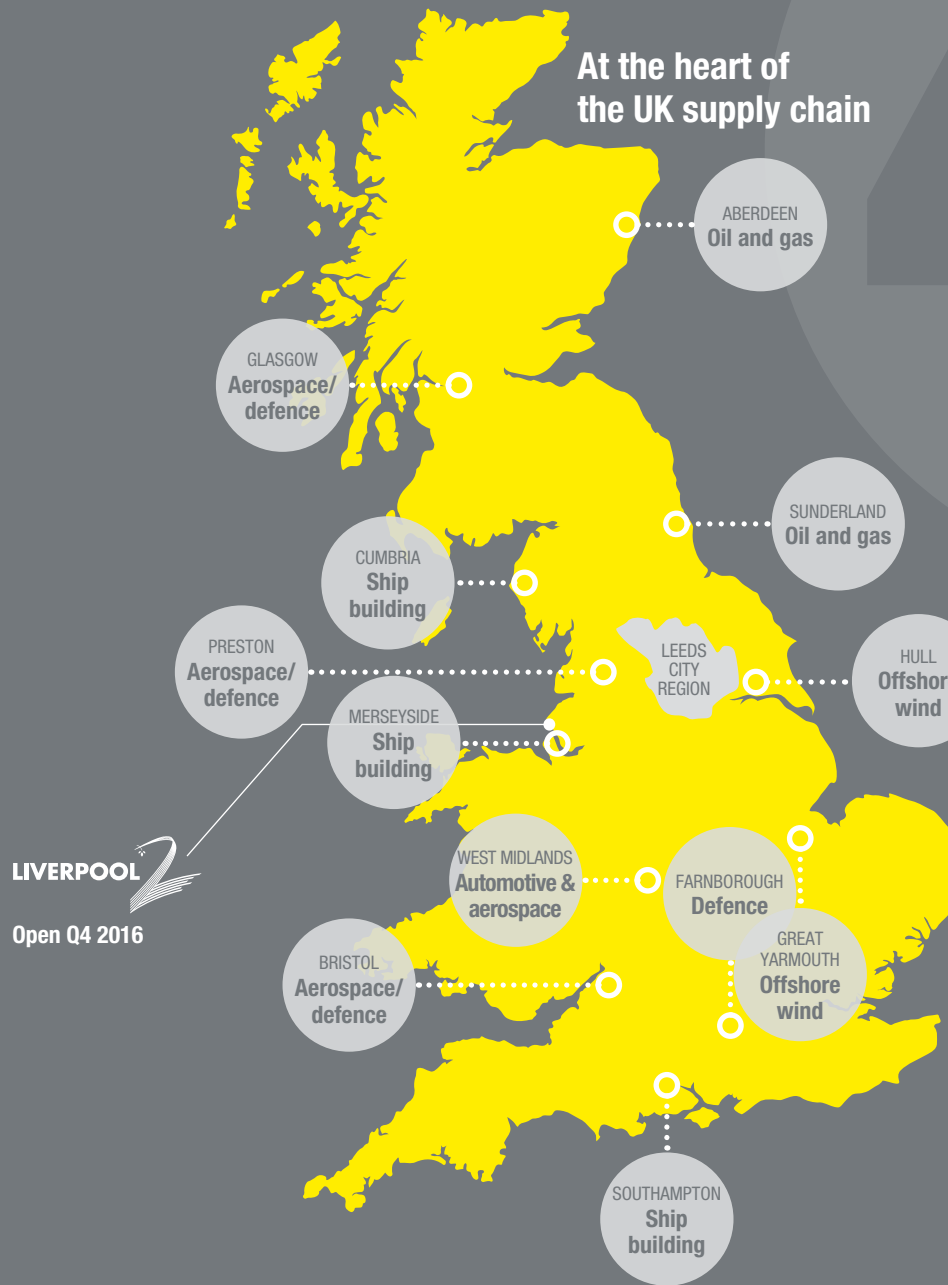 At the heart of
the UK supply chain
ABERDEEN
Oil and gas
GLASGOW
Aerospace/
defence
SUNDERLAND
Oil and gas
CUMBRIA
Ship
building
PRESTON
Aerospace/
defence
LEEDS
CITY
REGION
HULL
Offshor
wind
MERSEYSIDE
Ship
building
LIVERPOOL 2
Open Q4 2016
WEST MIDLANDS
Automotive &
aerospace
FARNBOROUGH
Defence
GREAT
YARMOUTH
Offshore
wind
BRISTOL
Aerospace/
defence
SOUTHAMPTON
Ship
building